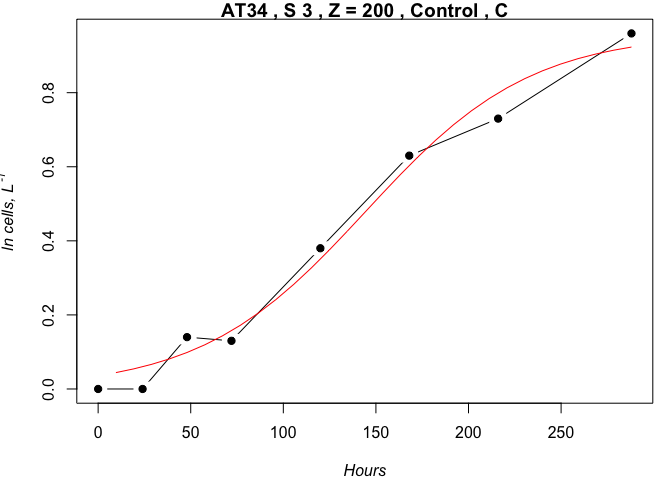 AT34 , S 3 , Z = 200 , Control , C
ln cells, L⁻¹
0.8
0.6
0.4
0.2
0.0
0 50 100 150 200 250
Hours